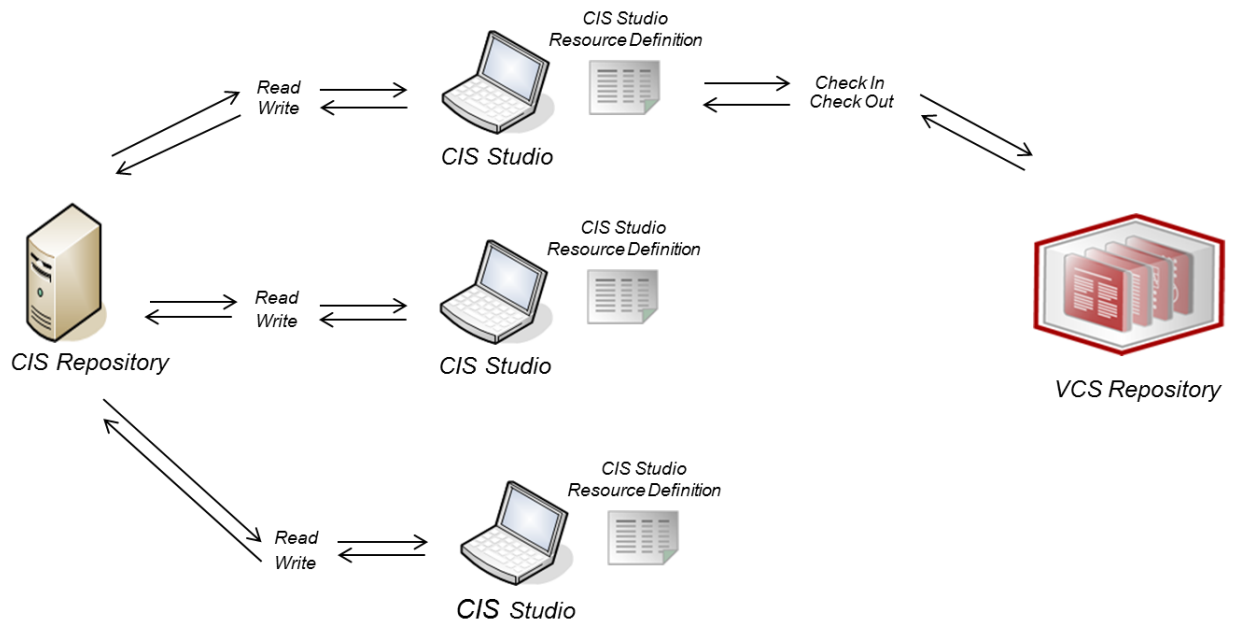 CIS Studio
Resource Definition
Read
Write
Check In
Check Out
CIS Studio
CIS Studio
Resource Definition
Read
Write
CIS Repository
CIS Studio
VCS Repository
CIS Studio
Resource Definition
Read
Write
CIS Studio